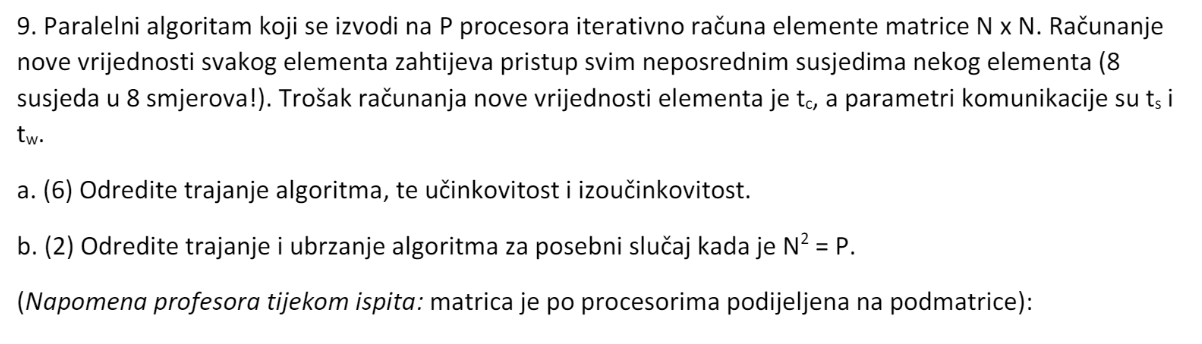 9. Paralelni algoritam koji se izvodi na P procesora iterativno računa elemente matrice N x N. Računanje
nove vrijednosti svakog elementa zahtijeva pristup svim neposrednim susjedima nekog elementa (8
susjeda u 8 smjerova!). Trošak računanja nove vrijednosti elementa je t_c, a parametri komunikacije su t_s i
t_w.
a. (6) Odredite trajanje algoritma, te učinkovitost i izoučinkovitost.
b. (2) Odredite trajanje i ubrzanje algoritma za posebni slučaj kada je N² = P.
(Napomena profesora tijekom ispita: matrica je po procesorima podijeljena na podmatrice):